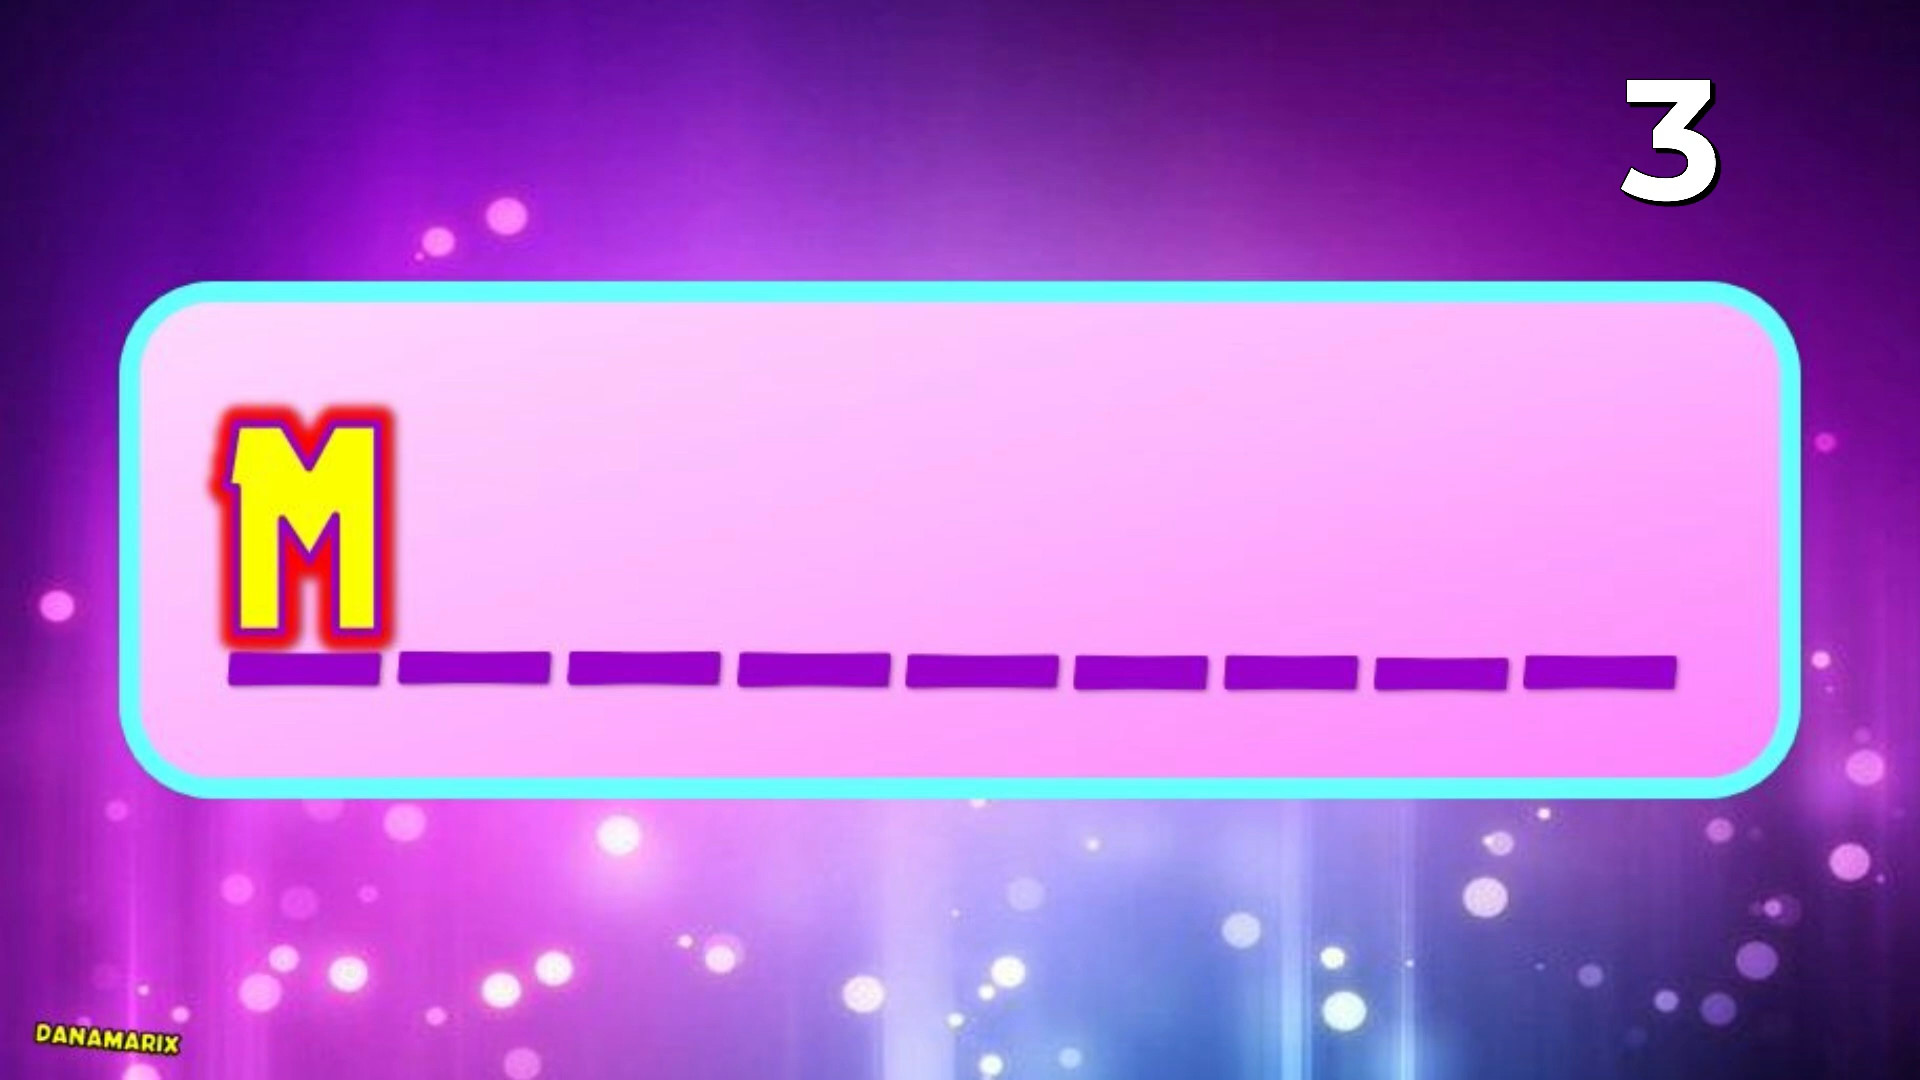 3
M _ _ _ _ _ _ _ _
DANAMARIX